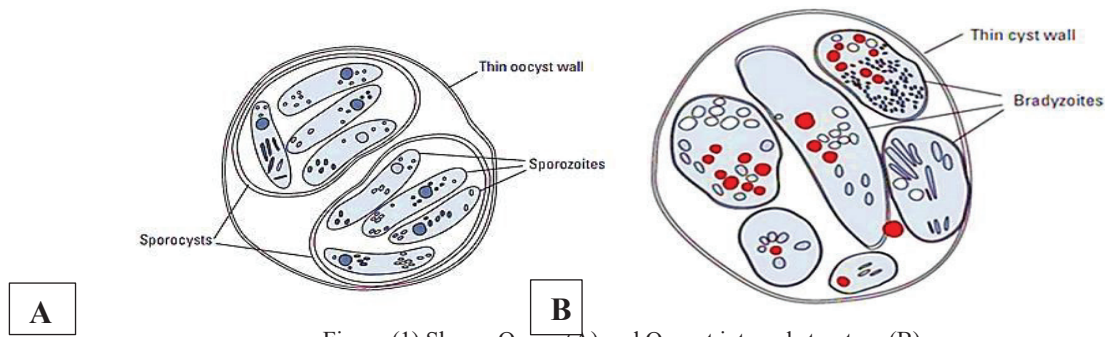 Thin oocyst wall
Sporozoites
Sporocysts
A
Thin cyst wall
Bradyzoites
B